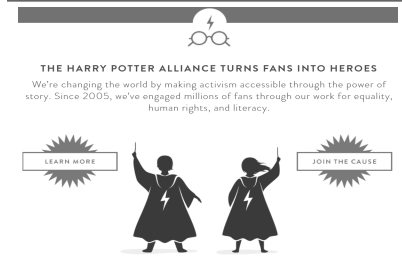 THE HARRY POTTER ALLIANCE TURNS FANS INTO HEROES
We're changing the world by making activism accessible through the power of
story. Since 2005, we've engaged millions of fans through our work for equality,
human rights, and literacy.
LEARN MORE
JOIN THE CAUSE